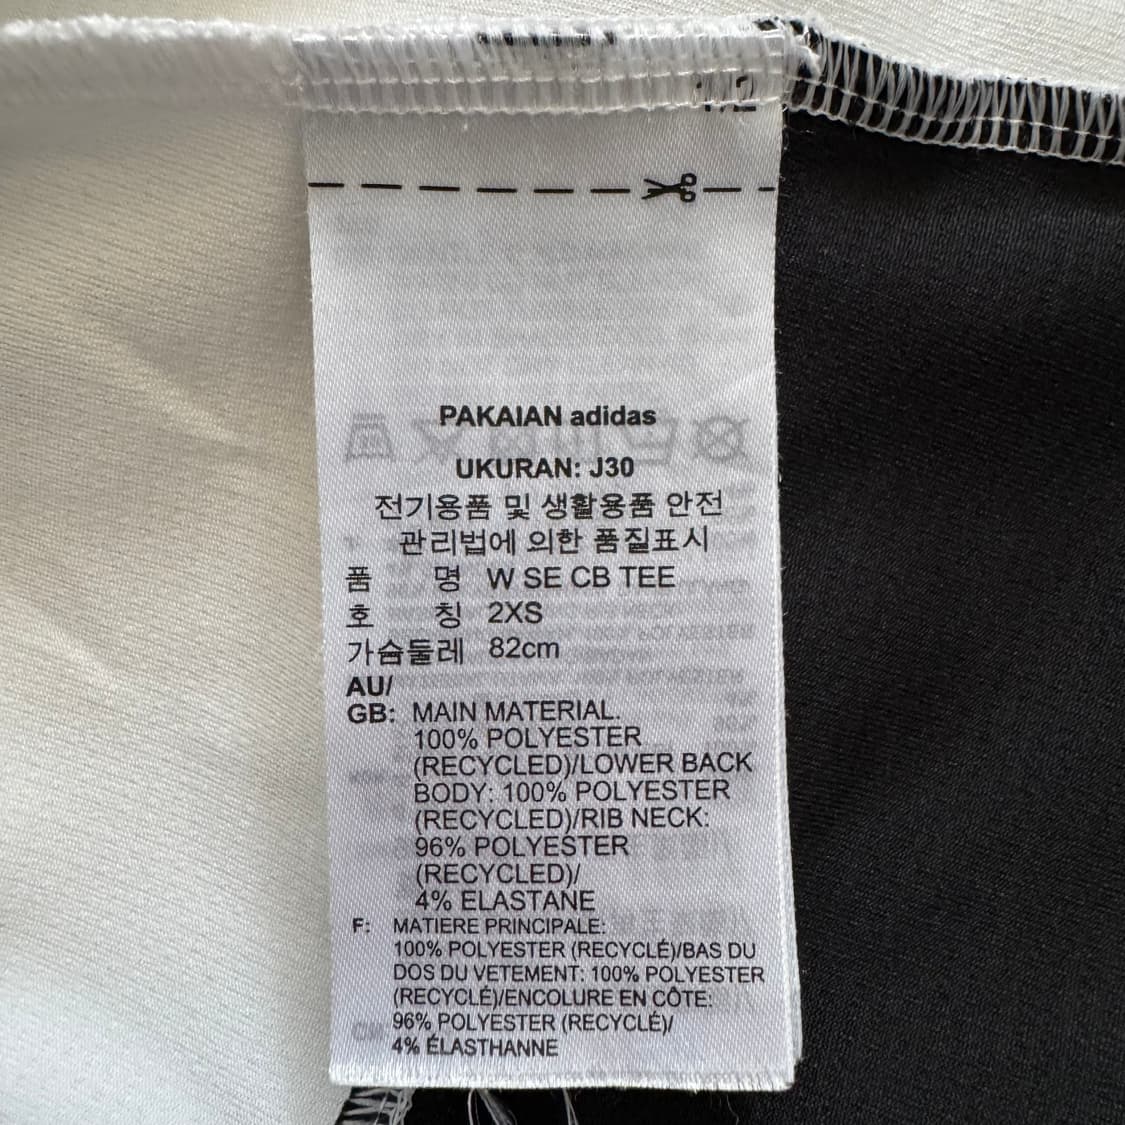 1/2
PAKAIAN adidas
UKURAN: J30
전기용품 및 생활용품 안전
관리법에 의한 품질표시
품 명 W SE CB TEE
호 칭 2XS
가슴둘레 82cm
AU/
GB: MAIN MATERIAL.
100% POLYESTER
(RECYCLED)/LOWER BACK
BODY: 100% POLYESTER
(RECYCLED)/RIB NECK:
96% POLYESTER
(RECYCLED)/
4% ELASTANE
F: MATIERE PRINCIPALE:
100% POLYESTER (RECYCLÉ)/BAS DU
DOS DU VETEMENT: 100% POLYESTER
(RECYCLÉ)/ENCOLURE EN CÔTE:
96% POLYESTER (RECYCLÉ)/
4% ÉLASTHANNE